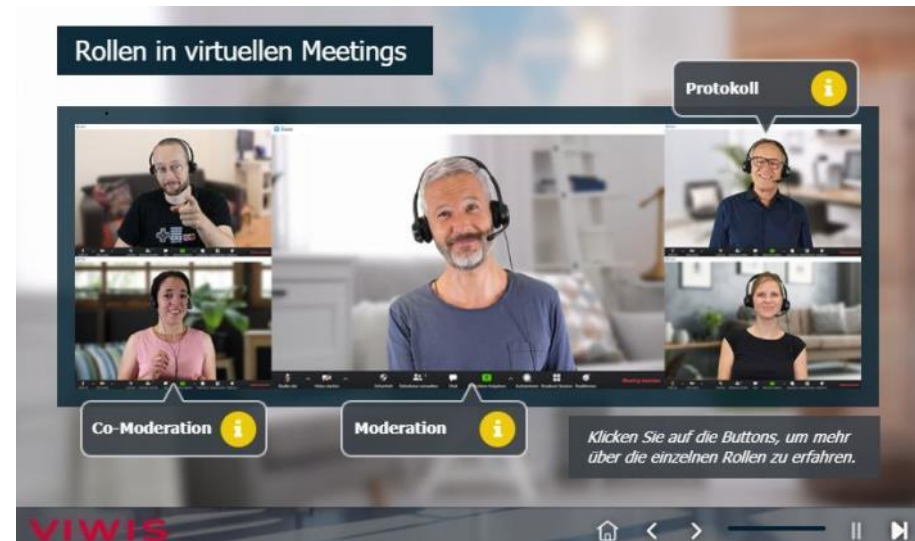 Rollen in virtuellen Meetings
Protokoll
Co-Moderation
Moderation
Klicken Sie auf die Buttons, um mehr
über die einzelnen Rollen zu erfahren.
VIWIS